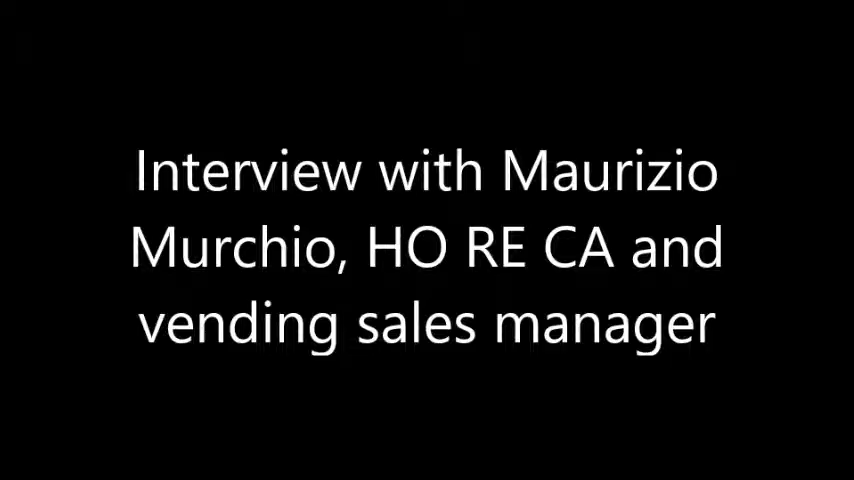 Interview with Maurizio
Murchio, HO RE CA and
vending sales manager